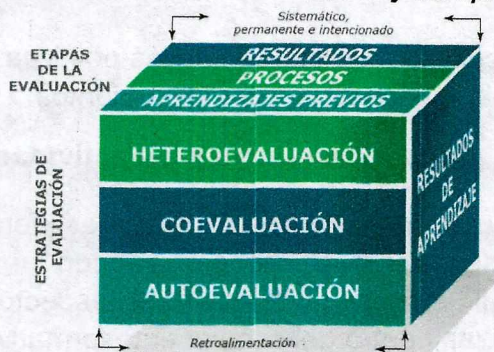 Sistemático,
permanente e intencionado
ETAPAS
DE LA
EVALUACIÓN
RESULTADOS
PROCESOS
APRENDIZAJES PREVIOS
ESTRATEGIAS DE
EVALUACIÓN
HETEROEVALUACIÓN
COEVALUACIÓN
AUTOEVALUACIÓN
RESULTADOS
DE
APRENDIZAJE
Retroalimentación